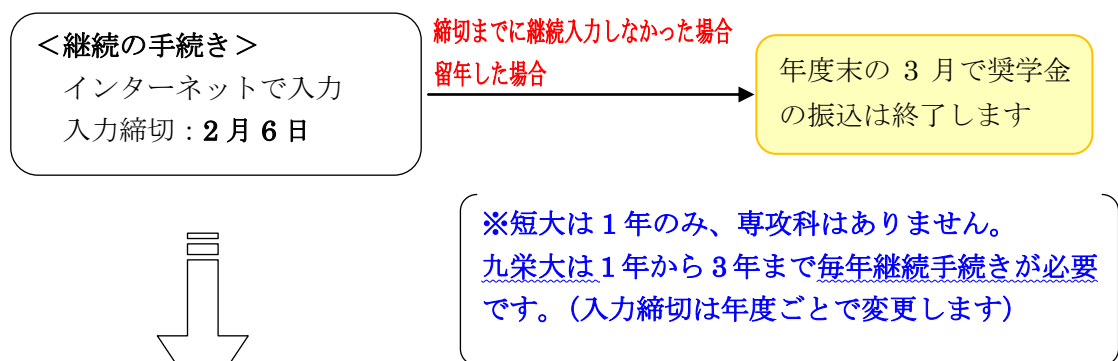 ＜継続の手続き＞
インターネットで入力
入力締切：2月6日
締切までに継続入力しなかった場合
留年した場合
年度末の 3 月で奨学金
の振込は終了します
※短大は1年のみ、専攻科はありません。
九栄大は1年から3年まで毎年継続手続きが必要
です。（入力締切は年度ごとで変更します）